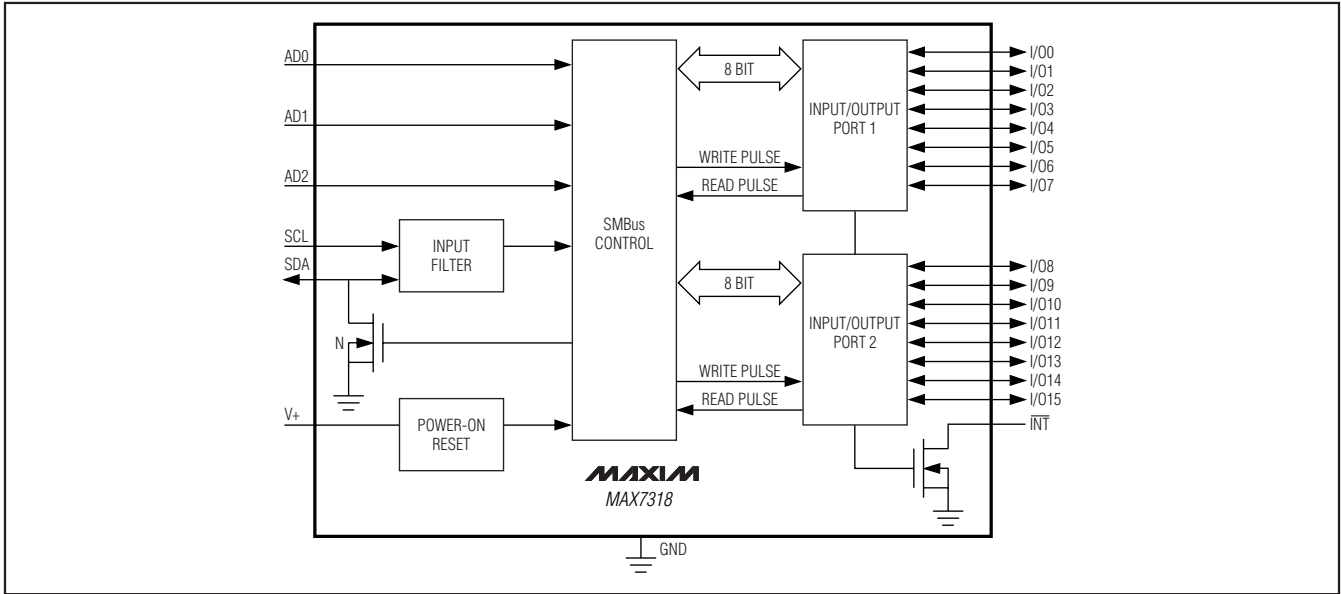 AD0
AD1
AD2
SCL
SDA
V+
INPUT
FILTER
N
POWER-ON
RESET
SMBus
CONTROL
8 BIT
WRITE PULSE
READ PULSE
8 BIT
WRITE PULSE
READ PULSE
INPUT/OUTPUT
PORT 1
INPUT/OUTPUT
PORT 2
I/O0
I/O1
I/O2
I/O3
I/O4
I/O5
I/O6
I/O7
I/O8
I/O9
I/O10
I/O11
I/O12
I/O13
I/O14
I/O15
INT
MAXIM
MAX7318
GND